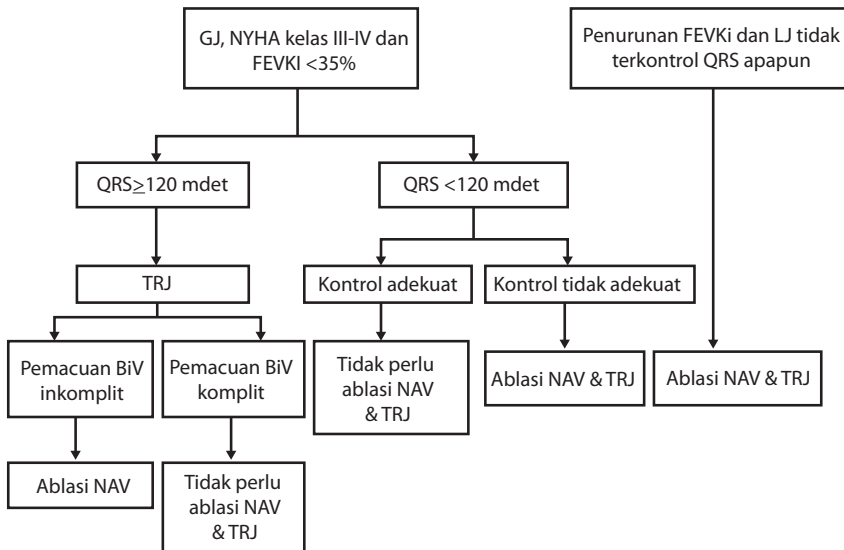 GJ, NYHA kelas III-IV dan
FEVKI <35%
Penurunan FEVKi dan LJ tidak
terkontrol QRS apapun
QRS≥120 mdet
QRS <120 mdet
TRJ
Kontrol adekuat
Kontrol tidak adekuat
Pemacuan BiV
inkomplit
Pemacuan BiV
komplit
Tidak perlu
ablasi NAV
& TRJ
Ablasi NAV & TRJ
Ablasi NAV & TRJ
Ablasi NAV
Tidak perlu
ablasi NAV
& TRJ